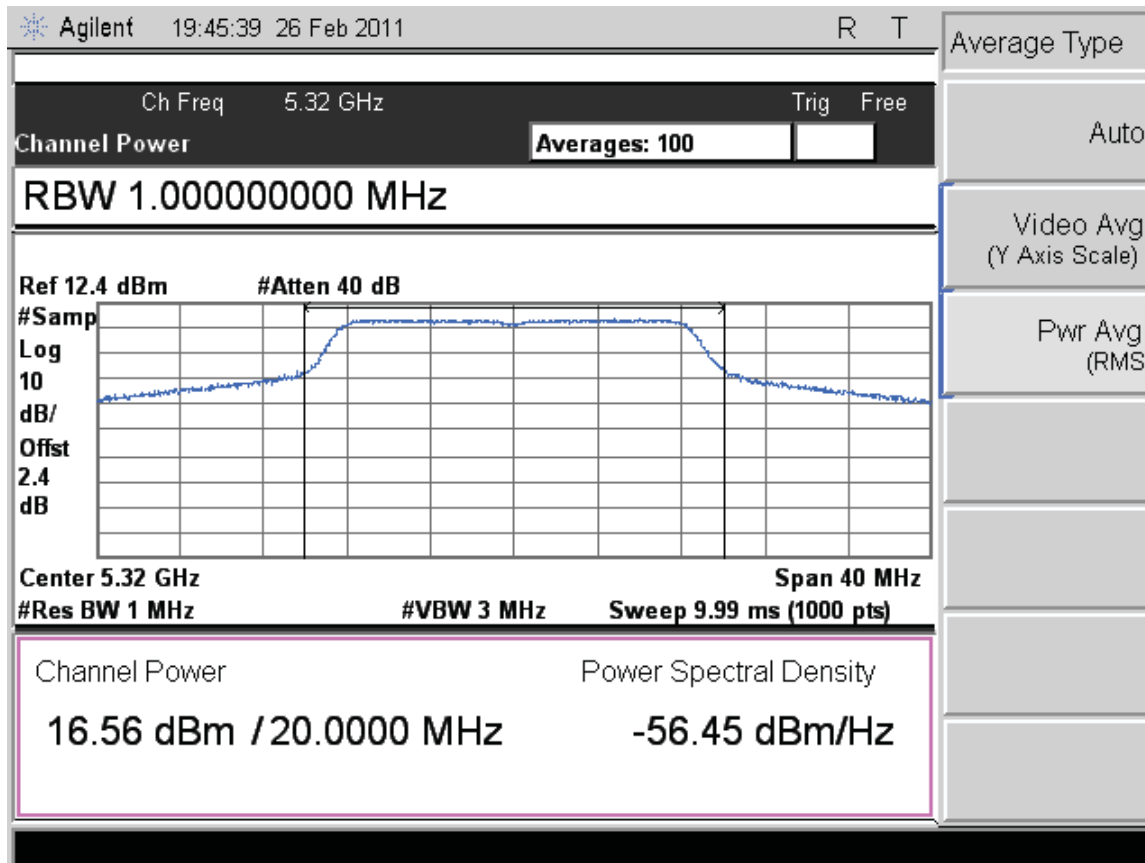 Agilent 19:45:39 26 Feb 2011 R T
Average Type
Ch Freq 5.32 GHz Trig Free
Channel Power Averages: 100
Auto
RBW 1.000000000 MHz
Video Avg
(Y Axis Scale)
Ref 12.4 dBm #Atten 40 dB
#Samp
Log
10
dB/
Offst
2.4
dB
Pwr Avg
(RMS
Center 5.32 GHz Span 40 MHz
#Res BW 1 MHz #VBW 3 MHz Sweep 9.99 ms (1000 pts)
Channel Power Power Spectral Density
16.56 dBm / 20.0000 MHz -56.45 dBm/Hz